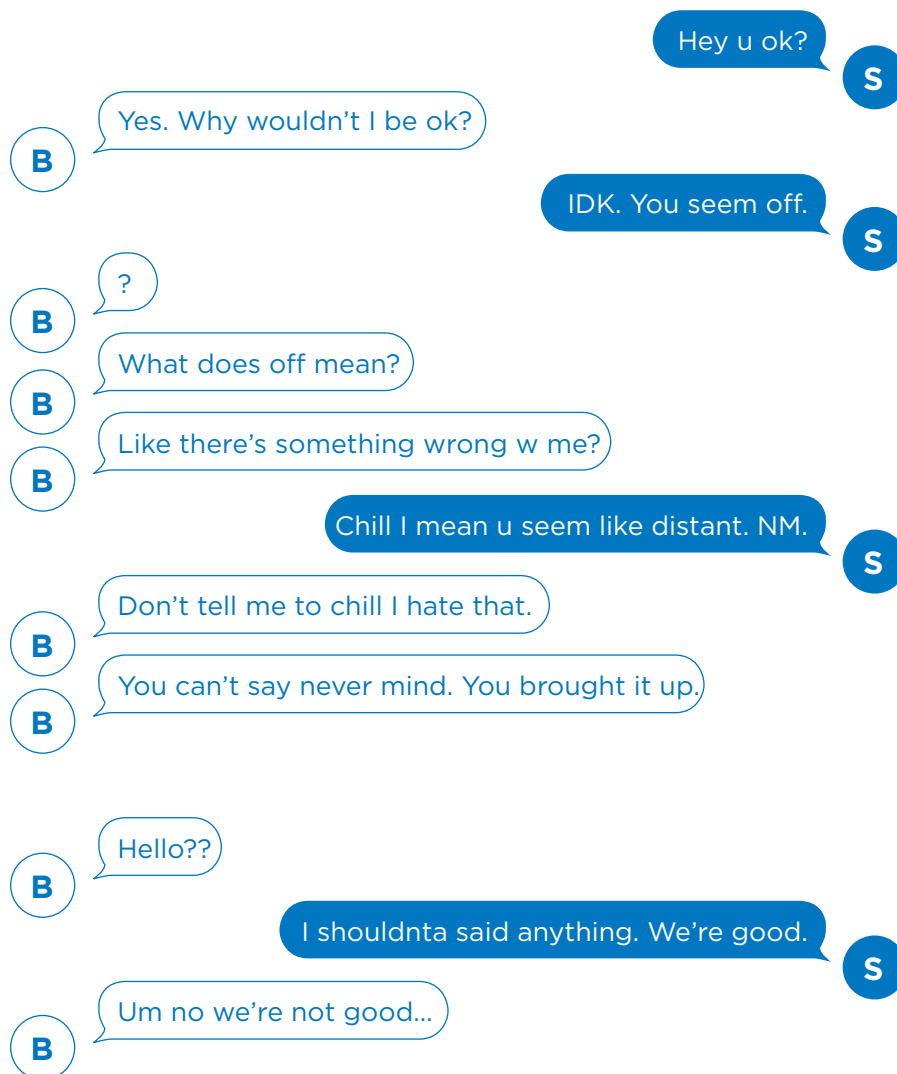 Hey u ok?
S
Yes. Why wouldn't I be ok?
B
IDK. You seem off.
S
?
B
What does off mean?
B
Like there's something wrong w me?
B
Chill I mean u seem like distant. NM.
S
Don't tell me to chill I hate that.
B
You can't say never mind. You brought it up.
B
Hello??
B
I shouldnta said anything. We're good.
S
Um no we're not good...
B